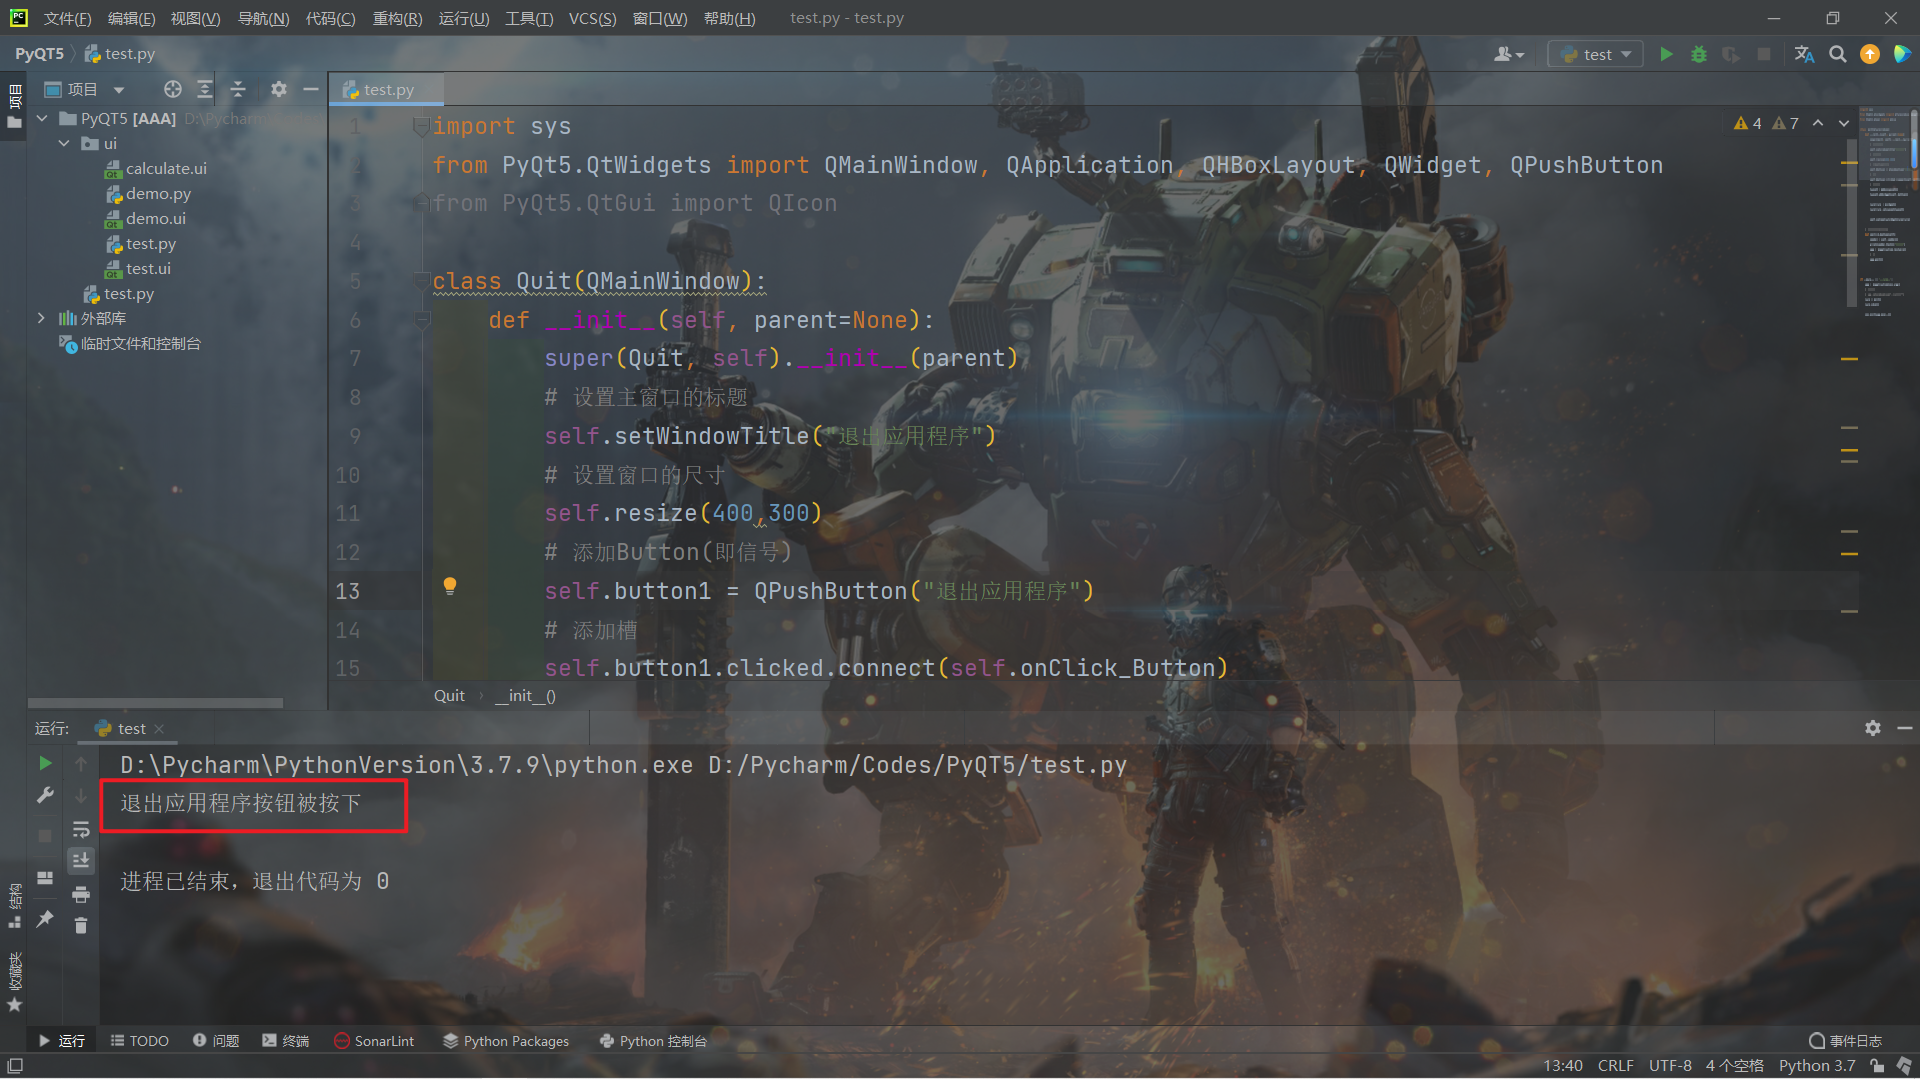 文件(F) 编辑(E) 视图(V) 导航(N) 代码(C) 重构(R) 运行(U) 工具(T) VCS(S) 窗口(W) 帮助(H) test.py - test.py
PyQT5 test.py
test
项目
项目
test.py
PyQT5 [AAA]
ui
calculate.ui
demo.py
demo.ui
test.py
test.ui
test.py
外部库
临时文件和控制台
4 7
1 import sys
2 from PyQt5.QtWidgets import QMainWindow, QApplication, QHBoxLayout, QWidget, QPushButton
3 from PyQt5.QtGui import QIcon
4
5 class Quit(QMainWindow):
6 def __init__(self, parent=None):
7 super(Quit, self).__init__(parent)
8 # 设置主窗口的标题
9 self.setWindowTitle("退出应用程序")
10 # 设置窗口的尺寸
11 self.resize(400,300)
12 # 添加Button(即信号)
13 self.button1 = QPushButton("退出应用程序")
14 # 添加槽
15 self.button1.clicked.connect(self.onClick_Button)
Quit › __init__()
运行: test
D:\Pycharm\PythonVersion\3.7.9\python.exe D:/Pycharm/Codes/PyQT5/test.py
退出应用程序按钮被按下
进程已结束，退出代码为 0
结构
收藏夹
运行 TODO 问题 终端 SonarLint Python Packages Python 控制台 事件日志
13:40 CRLF UTF-8 4 个空格 Python 3.7